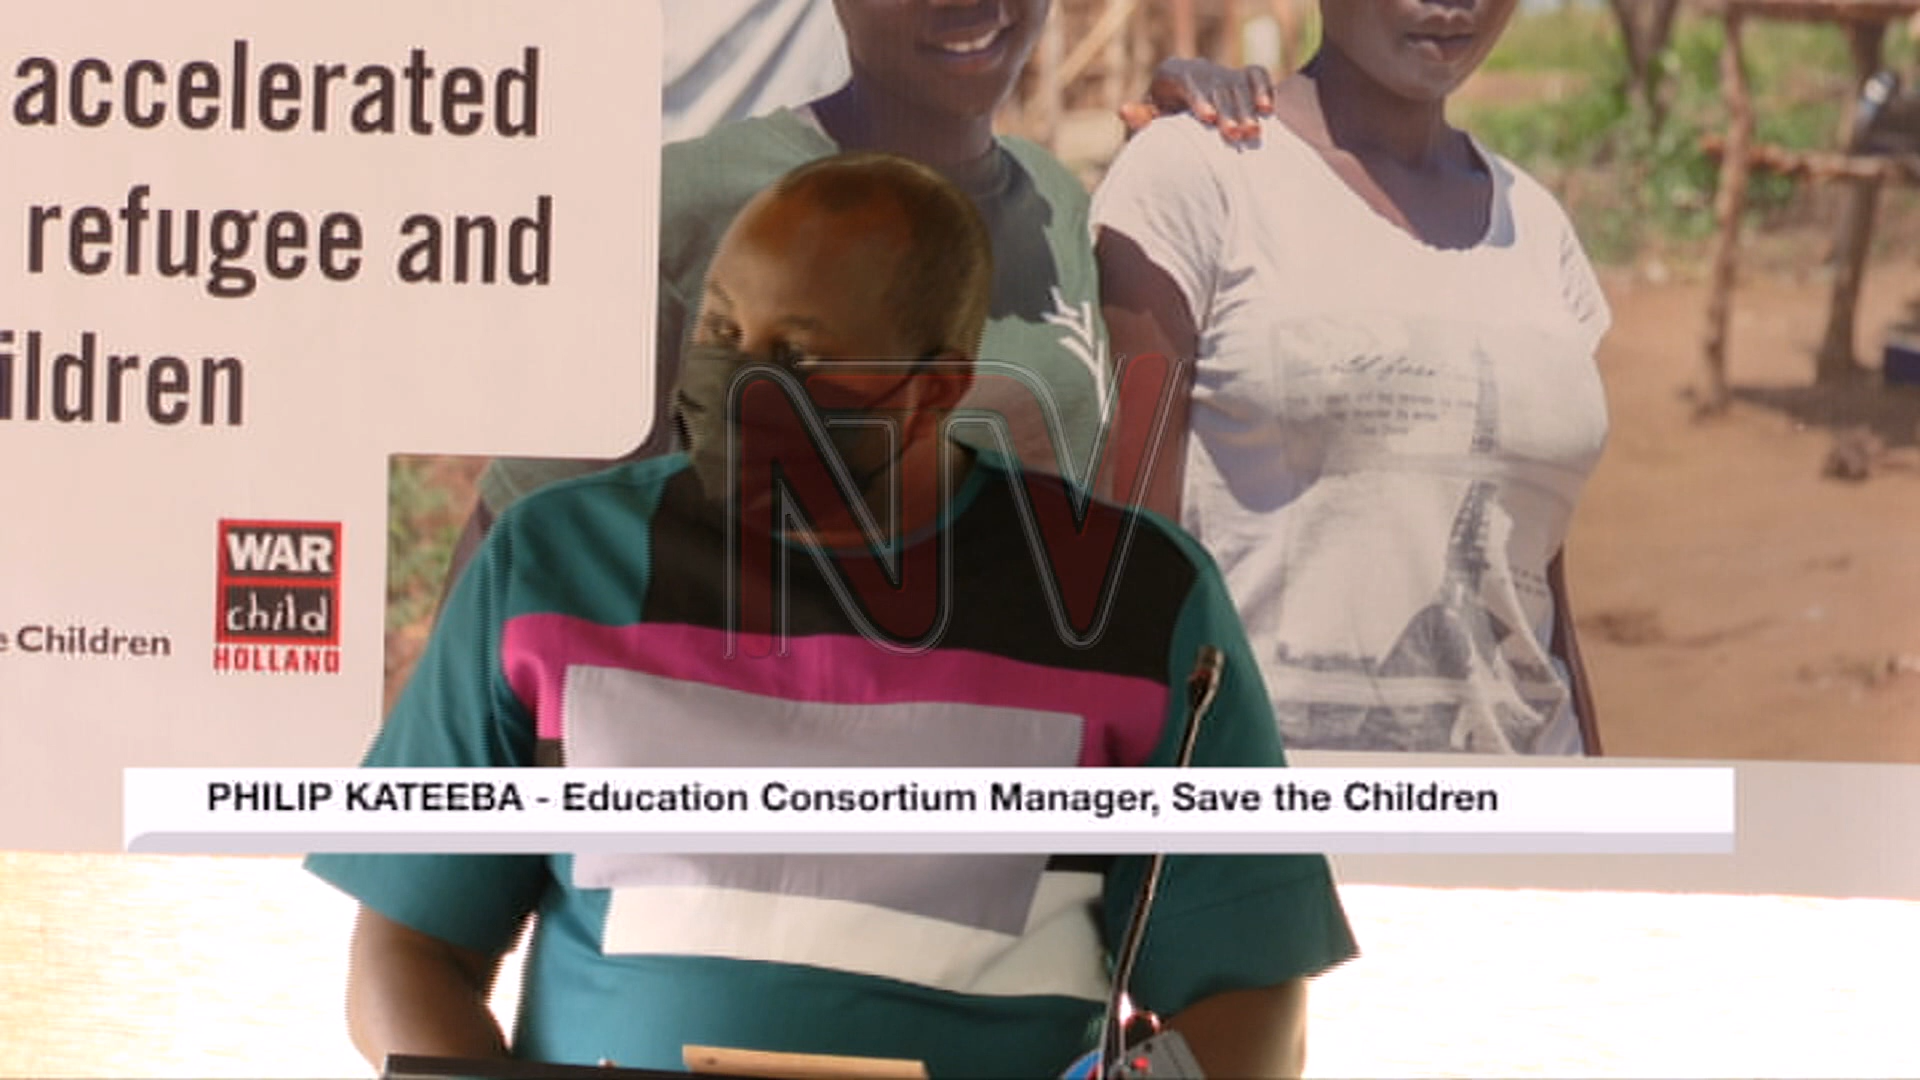 accelerated
refugee and
ildren
WAR
child
HOLLAND
e Children
NTV
PHILIP KATEEBA - Education Consortium Manager, Save the Children